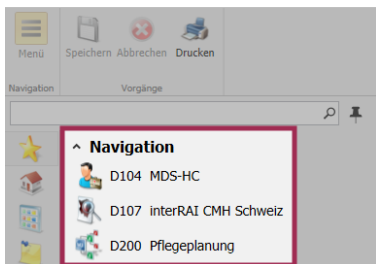 Menü
Speichern Abbrechen Drucken
Navigation
Vorgänge
Navigation
D104 MDS-HC
D107 interRAI CMH Schweiz
D200 Pflegeplanung